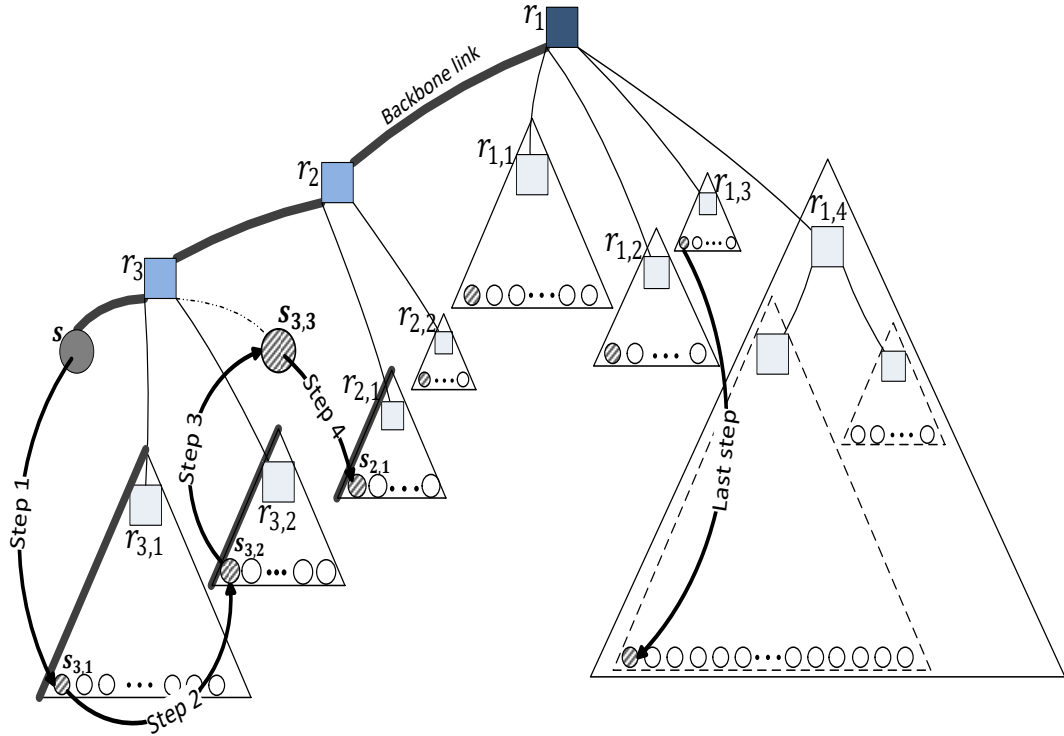 r1
Backbone link
r2
r1,1
r1,3
r1,4
r1,2
r3
s
s3,3
r2,2
r2,1
Step 4
Step 3
s2,1
Last step
Step 1
r3,2
r3,1
s3,2
s3,1
Step 2